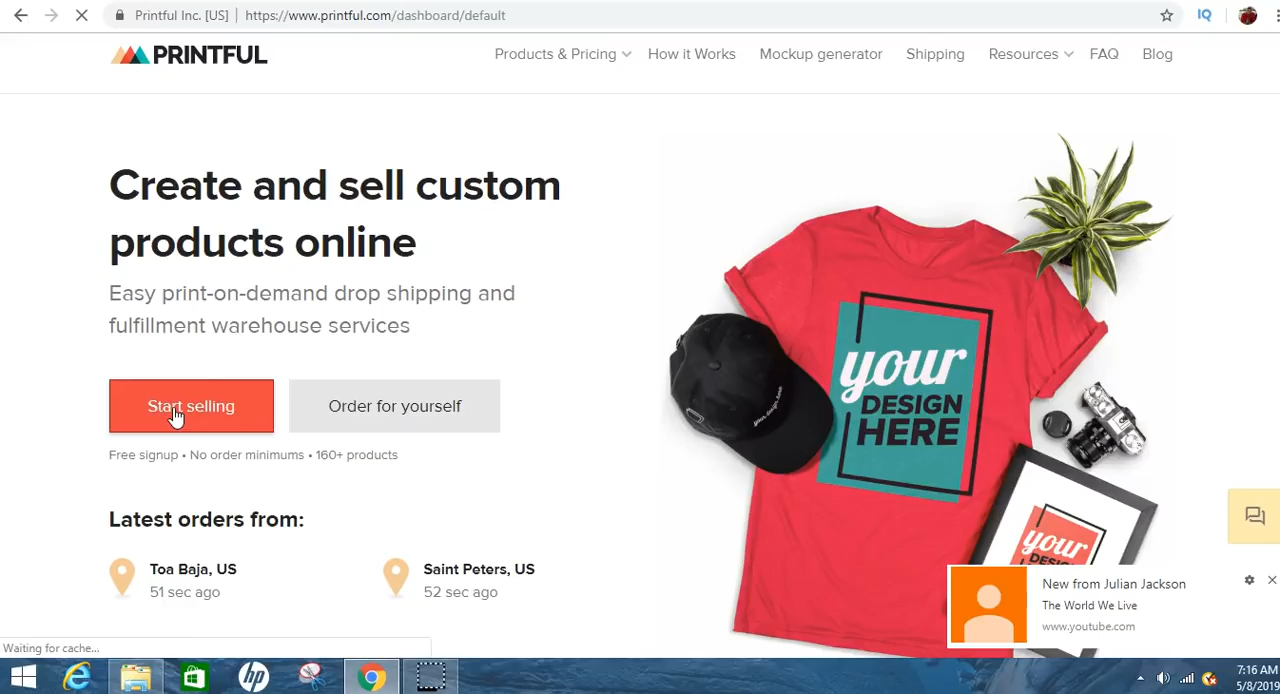 Printful Inc. [US]
https://www.printful.com/dashboard/default
IQ
PRINTFUL
Products & Pricing
How it Works
Mockup generator
Shipping
Resources
FAQ
Blog
Create and sell custom
products online
Easy print-on-demand drop shipping and
fulfillment warehouse services
Start selling
Order for yourself
Free signup • No order minimums • 160+ products
Latest orders from:
Toa Baja, US
51 sec ago
Saint Peters, US
52 sec ago
your
DESIGN
HERE
your
New from Julian Jackson
The World We Live
www.youtube.com
Waiting for cache...
hp
7:16 AM
5/8/2019